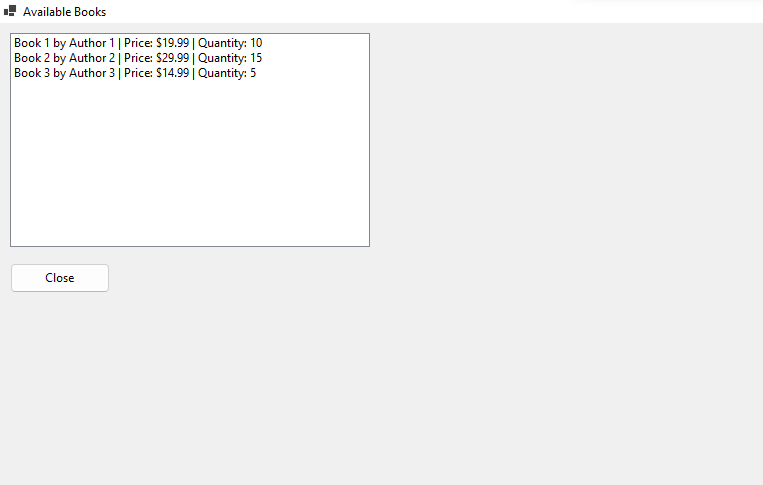 Available Books
Book 1 by Author 1 | Price: $19.99 | Quantity: 10
Book 2 by Author 2 | Price: $29.99 | Quantity: 15
Book 3 by Author 3 | Price: $14.99 | Quantity: 5
Close